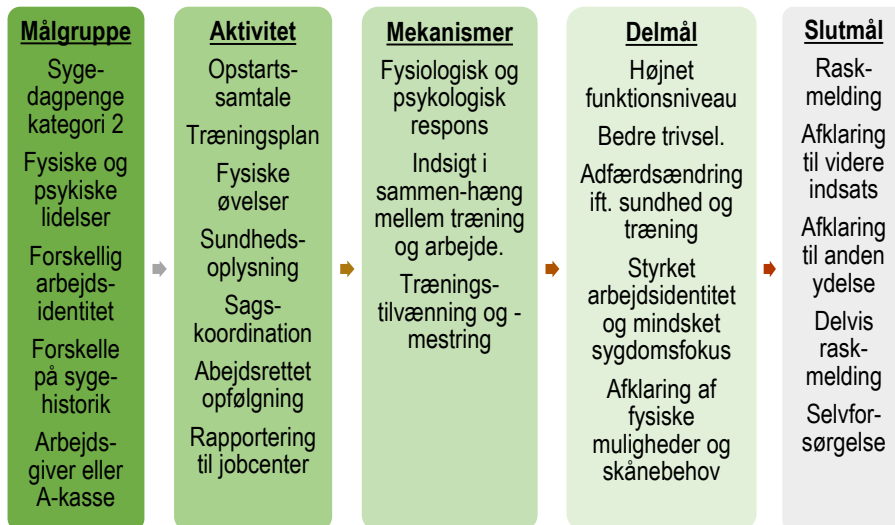 Målgruppe
Syge-
dagpenge
kategori 2
Fysiske og
psykiske
lidelser
Forskellig
arbejds-
identitet
Forskelle
på syge-
historik
Arbejds-
giver eller
A-kasse
Aktivitet
Opstarts-
samtale
Træningsplan
Fysiske
øvelser
Sundheds-
oplysning
Sags-
koordination
Abejdsrettet
opfølgning
Rapportering
til jobcenter
Mekanismer
Fysiologisk og
psykologisk
respons
Indsigt i
sammen-hæng
mellem træning
og arbejde.
Trænings-
tilvænning og -
mestring
Delmål
Højnet
funktionsniveau
Bedre trivsel.
Adfærdsændring
ift. sundhed og
træning
Styrket
arbejdsidentitet
og mindsket
sygdomsfokus
Afklaring af
fysiske
muligheder og
skånebehov
Slutmål
Rask-
melding
Afklaring
til videre
indsats
Afklaring
til anden
ydelse
Delvis
rask-
melding
Selvfor-
sørgelse